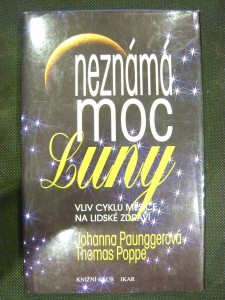 neznámá
moc
Luny
VLIV CYKLU MĚSÍCE
NA LIDSKÉ ZDRAVÍ
Johanna Paunggerová
Thomas Poppe
KNIŽNÍ KLUB IKAR